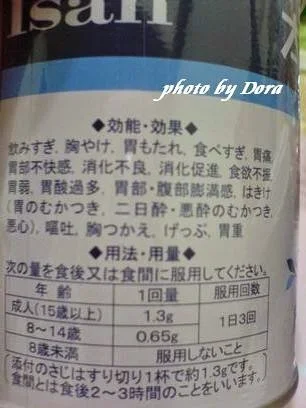 isan
photo by Dora
◆効能・効果◆
飲みすぎ, 胸やけ, 胃もたれ, 食べすぎ, 胃痛
胃部不快感, 消化不良, 消化促進, 食欲不振
胃弱, 胃酸過多, 胃部・腹部膨満感, はきけ
(胃のむかつき, 二日酔・悪酔のむかつき,
悪心), 嘔吐, 胸つかえ, げっぷ, 胃重
◆用法・用量◆
次の量を食後又は食間に服用してください。
年齢 1回量 服用回数
成人(15歳以上) 1.3g 1日3回
8〜14歳 0.65g
8歳未満 服用しないこと
(添付のさじはすり切り1杯で約1.3gです。
食間とは食後2〜3時間のことをいいます。)